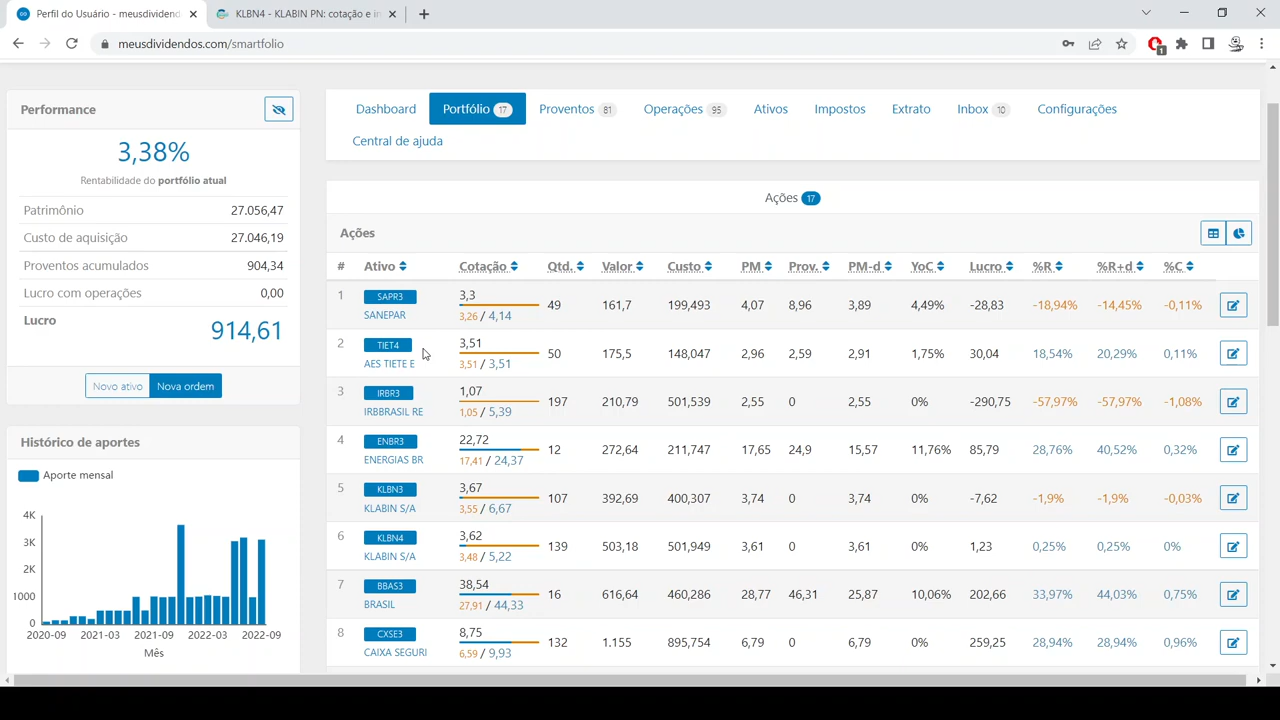 Perfil do Usuário - meusdividend.
KLBN4 - KLABIN PN: cotação e in
meusdividendos.com/smartfolio
1
Performance
3,38%
Rentabilidade do portfólio atual
Patrimônio 27.056,47
Custo de aquisição 27.046,19
Proventos acumulados 904,34
Lucro com operações 0,00
Lucro 914,61
Novo ativo Nova ordem
Histórico de aportes
Aporte mensal
4K
3K
2K
1000
0
2020-09 2021-03 2021-09 2022-03 2022-09
Mês
Dashboard Portfólio 17 Proventos 81 Operações 95 Ativos Impostos Extrato Inbox 10 Configurações
Central de ajuda
Ações 17
Ações
# Ativo Cotação Qtd. Valor Custo PM Prov. PM-d YoC Lucro %R %R+d %C
1 SAPR3 SANEPAR 3,3 3,26 / 4,14 49 161,7 199,493 4,07 8,96 3,89 4,49% -28,83 -18,94% -14,45% -0,11%
2 TIET4 AES TIETE E 3,51 3,51 / 3,51 50 175,5 148,047 2,96 2,59 2,91 1,75% 30,04 18,54% 20,29% 0,11%
3 IRBR3 IRBBRASIL RE 1,07 1,05 / 5,39 197 210,79 501,539 2,55 0 2,55 0% -290,75 -57,97% -57,97% -1,08%
4 ENBR3 ENERGIAS BR 22,72 17,41 / 24,37 12 272,64 211,747 17,65 24,9 15,57 11,76% 85,79 28,76% 40,52% 0,32%
5 KLBN3 KLABIN S/A 3,67 3,55 / 6,67 107 392,69 400,307 3,74 0 3,74 0% -7,62 -1,9% -1,9% -0,03%
6 KLBN4 KLABIN S/A 3,62 3,48 / 5,22 139 503,18 501,949 3,61 0 3,61 0% 1,23 0,25% 0,25% 0%
7 BBAS3 BRASIL 38,54 27,91 / 44,33 16 616,64 460,286 28,77 46,31 25,87 10,06% 202,66 33,97% 44,03% 0,75%
8 CXSE3 CAIXA SEGURI 8,75 6,59 / 9,93 132 1.155 895,754 6,79 0 6,79 0% 259,25 28,94% 28,94% 0,96%